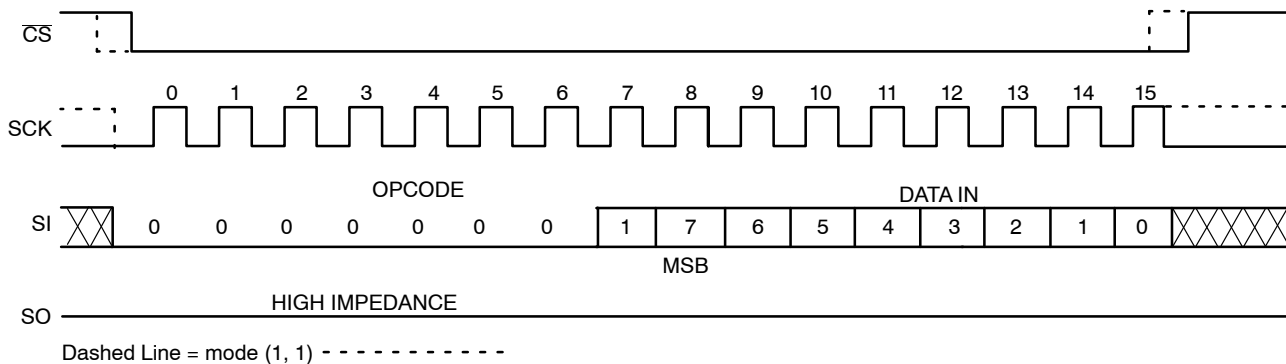 CS
0 1 2 3 4 5 6 7 8 9 10 11 12 13 14 15
SCK
OPCODE
DATA IN
SI
0 0 0 0 0 0 0 1 7 6 5 4 3 2 1 0
MSB
HIGH IMPEDANCE
SO
Dashed Line = mode (1, 1)